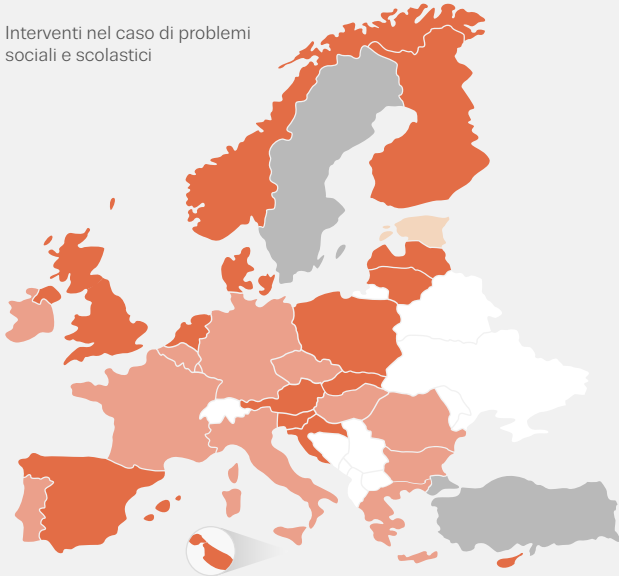 Interventi nel caso di problemi
sociali e scolastici